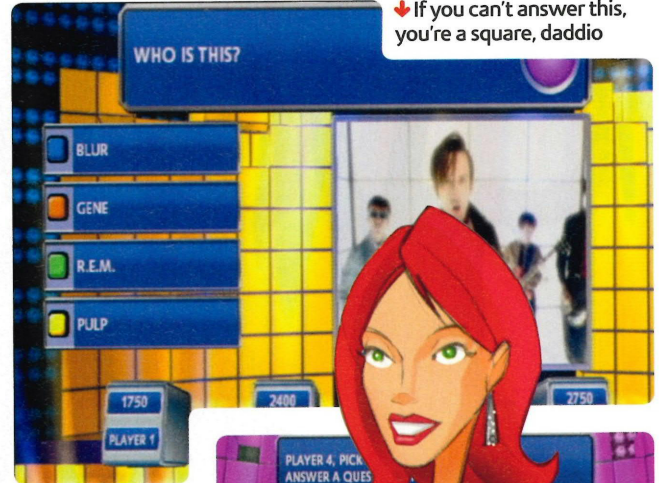 If you can't answer this,
you're a square, daddio
WHO IS THIS?
BLUR
GENE
R.E.M.
PULP
1750
2400
2750
PLAYER 1
PLAYER 4, PICK
ANSWER A QUES